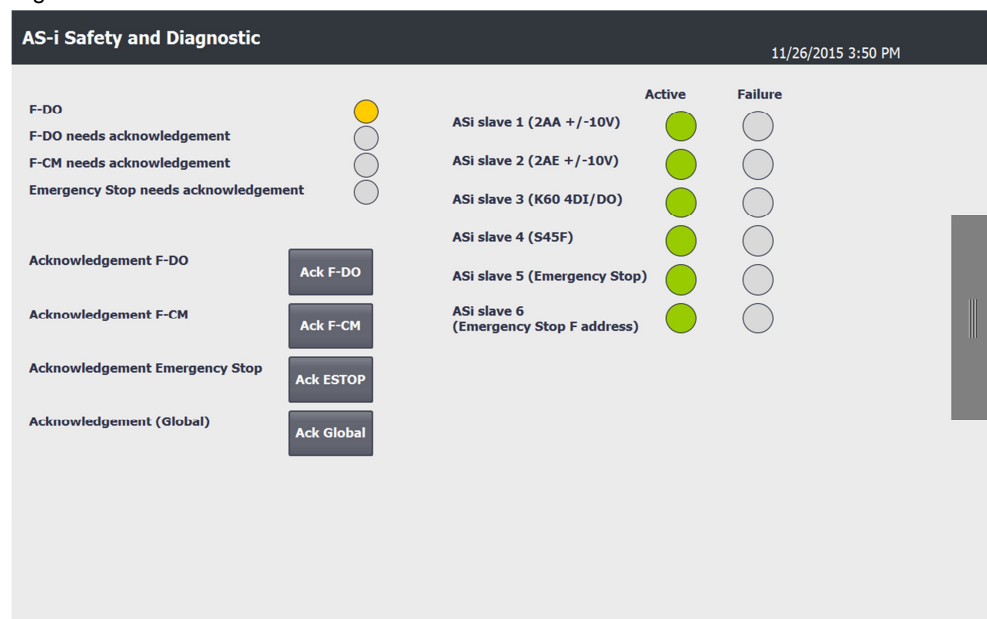 AS-i Safety and Diagnostic
11/26/2015 3:50 PM
F-DO
F-DO needs acknowledgement
F-CM needs acknowledgement
Emergency Stop needs acknowledgement
Acknowledgement F-DO
Ack F-DO
Acknowledgement F-CM
Ack F-CM
Acknowledgement Emergency Stop
Ack ESTOP
Acknowledgement (Global)
Ack Global
Active Failure
ASi slave 1 (2AA +/-10V)
ASi slave 2 (2AE +/-10V)
ASi slave 3 (K60 4DI/DO)
ASi slave 4 (S45F)
ASi slave 5 (Emergency Stop)
ASi slave 6
(Emergency Stop F address)